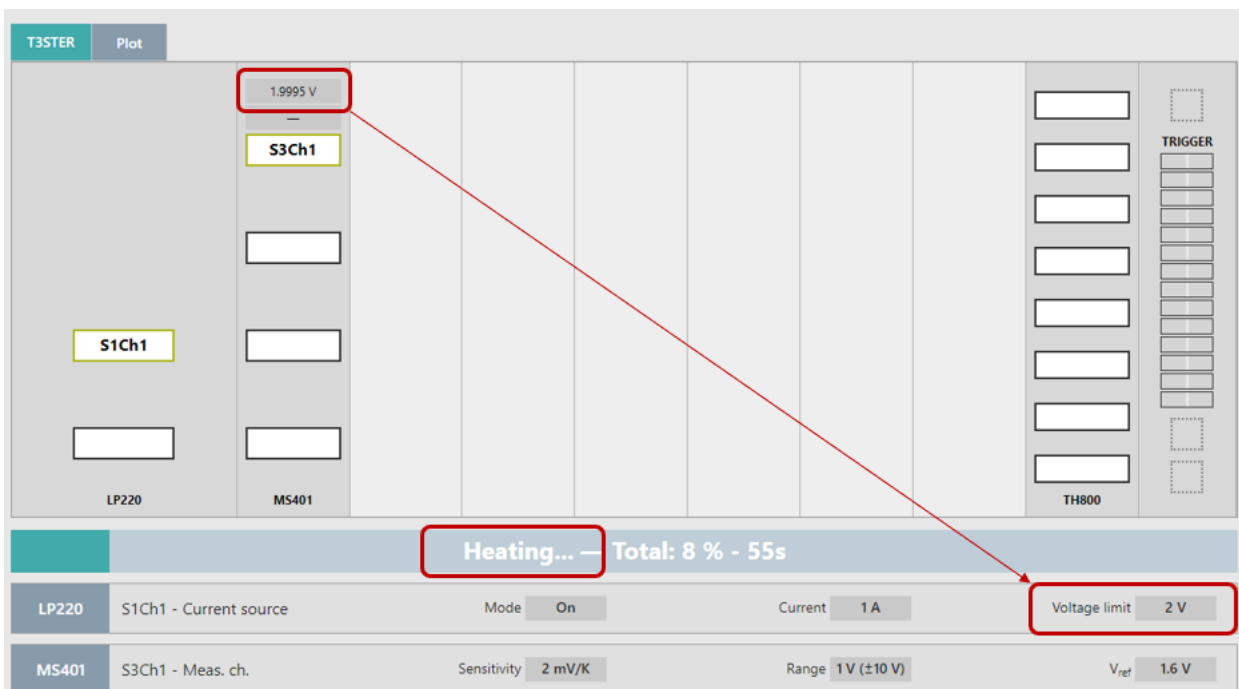 T3STER Plot
1.9995 V
—
S3Ch1
TRIGGER
S1Ch1
LP220 MS401 TH800
Heating... — Total: 8 % - 55s
LP220 S1Ch1 - Current source Mode On Current 1 A Voltage limit 2 V
MS401 S3Ch1 - Meas. ch. Sensitivity 2 mV/K Range 1 V (±10 V) Vref 1.6 V